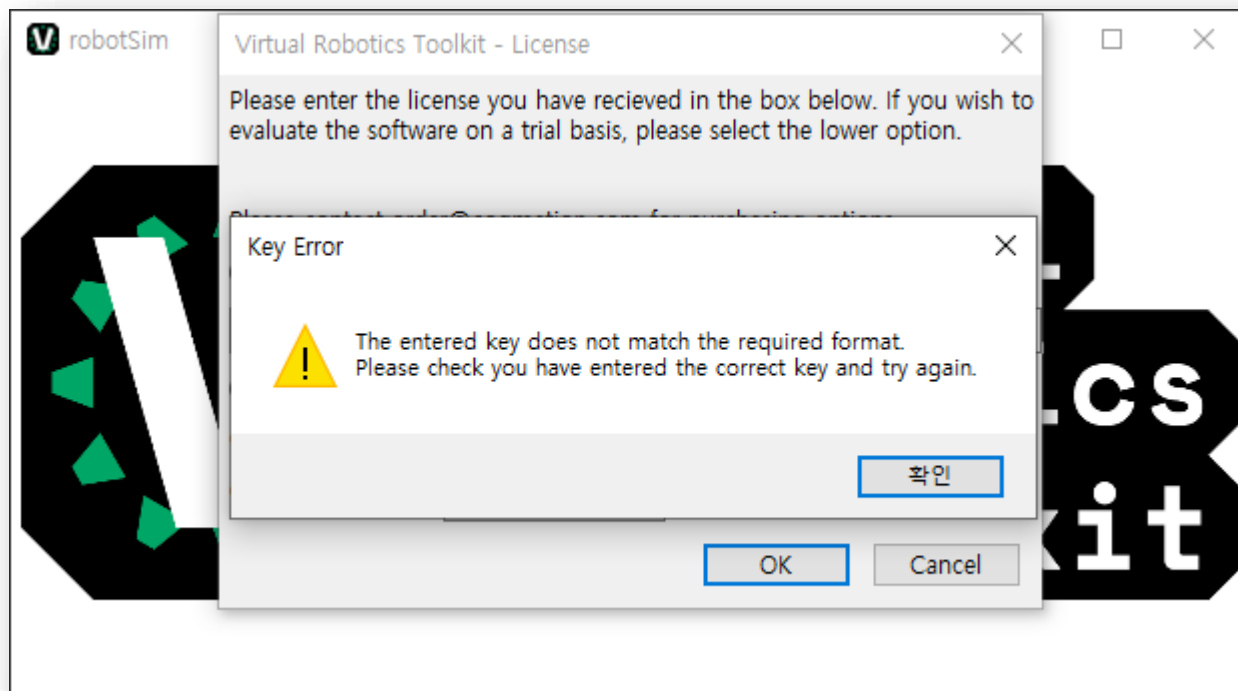 robotSim
Virtual Robotics Toolkit - License
Please enter the license you have recieved in the box below. If you wish to
evaluate the software on a trial basis, please select the lower option.
Key Error
The entered key does not match the required format.
Please check you have entered the correct key and try again.
확인
OK
Cancel